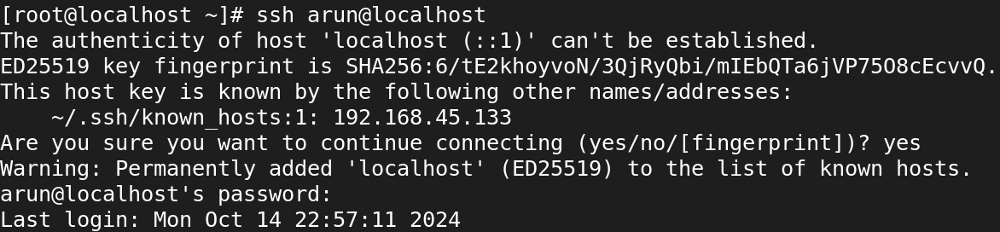 [root@localhost ~]# ssh arun@localhost
The authenticity of host 'localhost (::1)' can't be established.
ED25519 key fingerprint is SHA256:6/tE2khoyvoN/3QjRyQbi/mIEbQTa6jVP75O8cEcvvQ.
This host key is known by the following other names/addresses:
    ~/.ssh/known_hosts:1: 192.168.45.133
Are you sure you want to continue connecting (yes/no/[fingerprint])? yes
Warning: Permanently added 'localhost' (ED25519) to the list of known hosts.
arun@localhost's password:
Last login: Mon Oct 14 22:57:11 2024